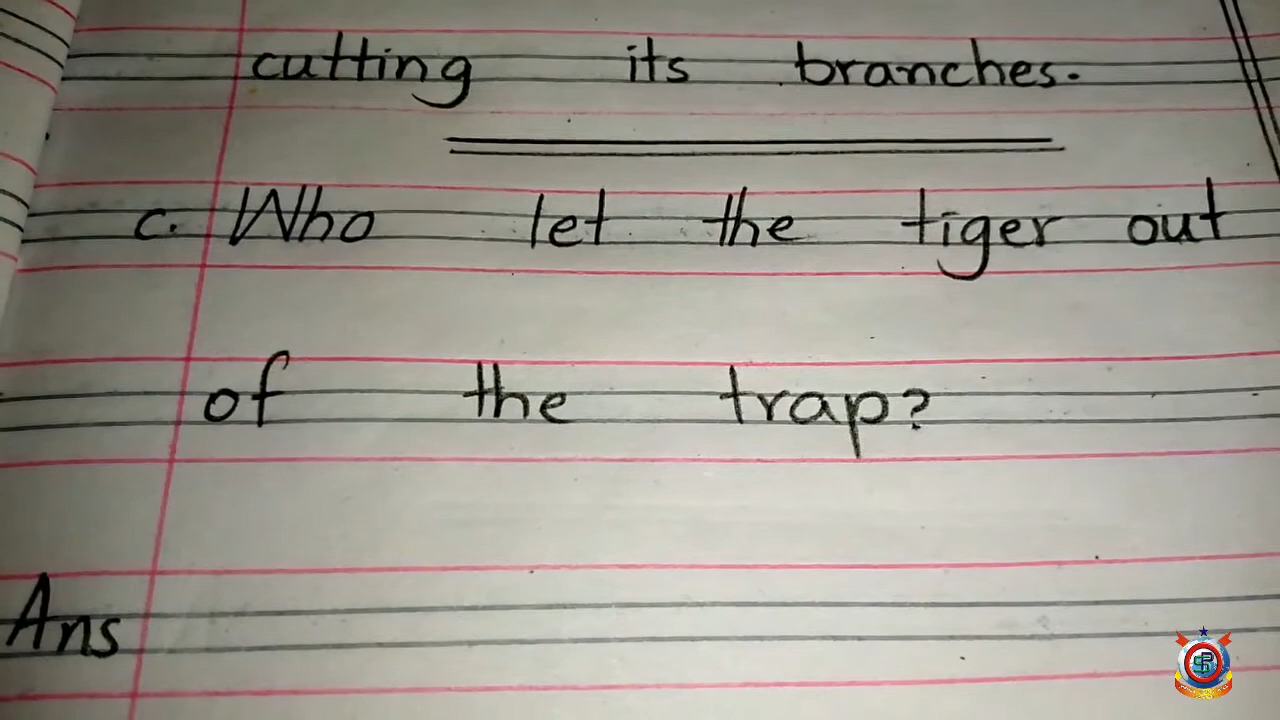 cutting its branches.
c. Who let the tiger out
of the trap?
Ans